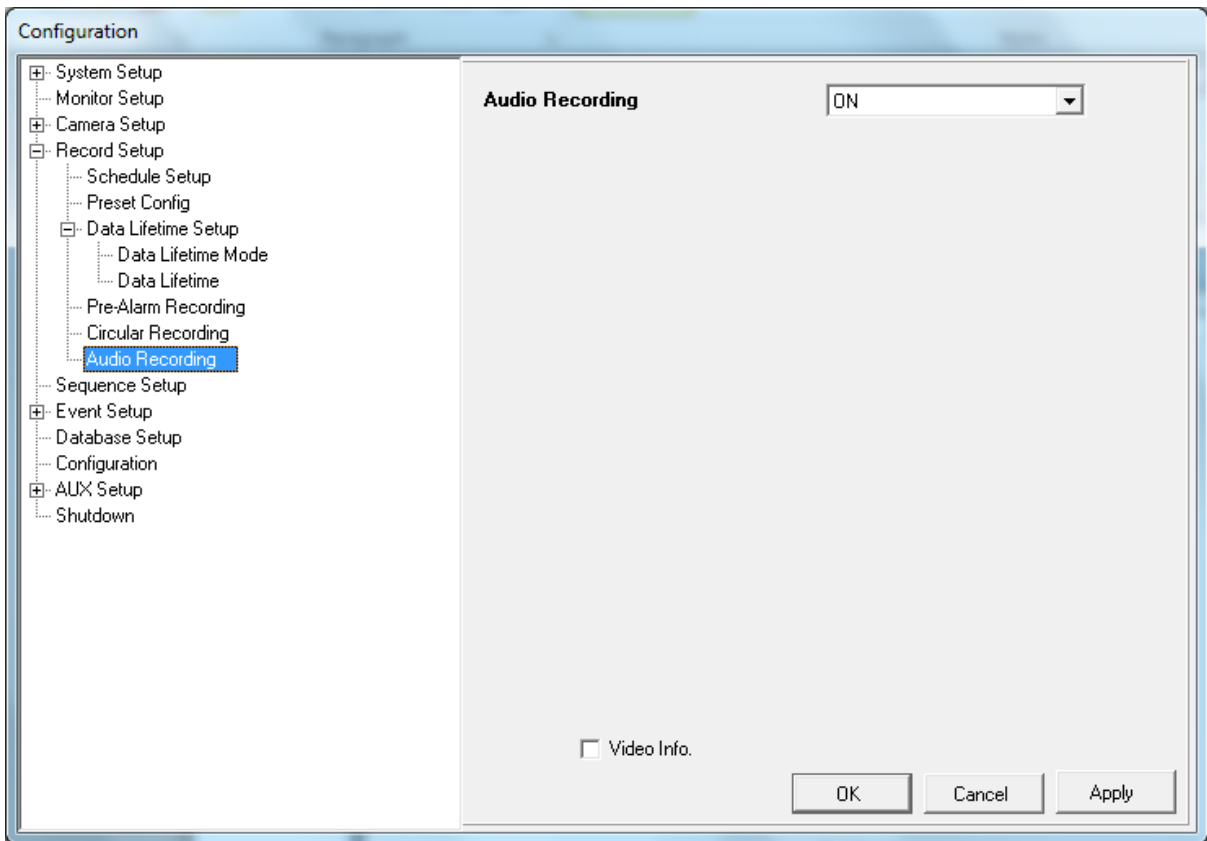 Configuration
System Setup
Monitor Setup
Camera Setup
Record Setup
Schedule Setup
Preset Config
Data Lifetime Setup
Data Lifetime Mode
Data Lifetime
Pre-Alarm Recording
Circular Recording
Audio Recording
Sequence Setup
Event Setup
Database Setup
Configuration
AUX Setup
Shutdown
Audio Recording ON
Video Info.
OK Cancel Apply